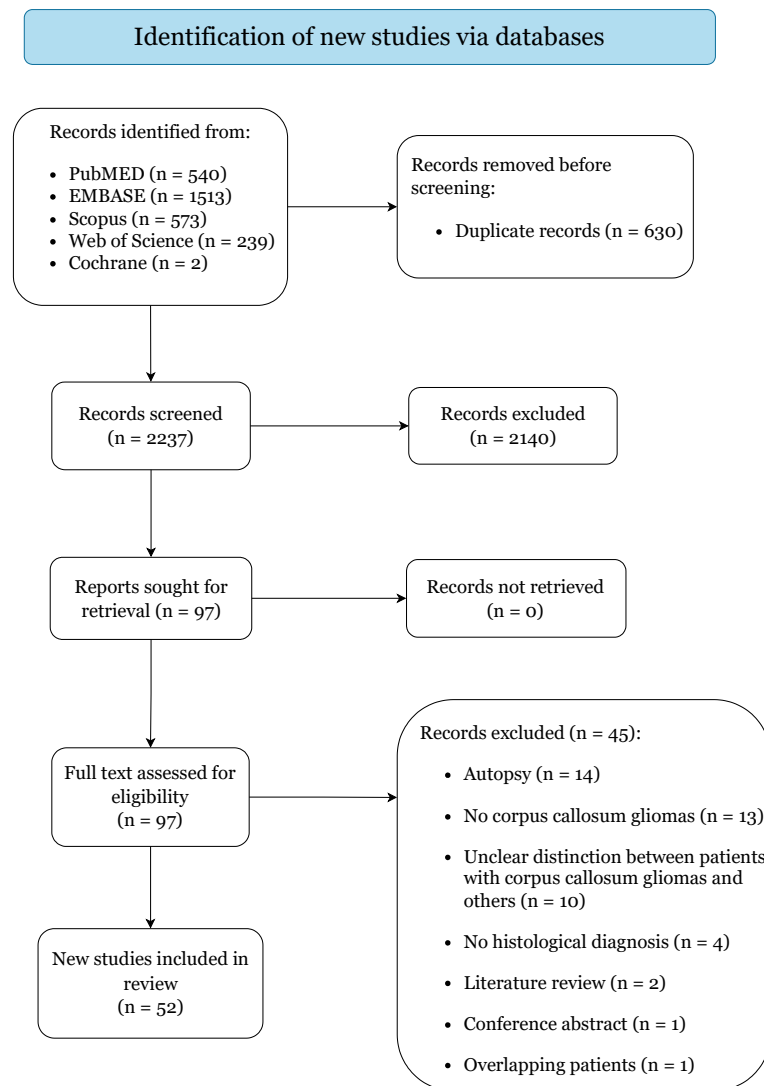 Identification of new studies via databases
Records identified from:
• PubMED (n = 540)
• EMBASE (n = 1513)
• Scopus (n = 573)
• Web of Science (n = 239)
• Cochrane (n = 2)
Records removed before
screening:
• Duplicate records (n = 630)
Records screened
(n = 2237)
Records excluded
(n = 2140)
Reports sought for
retrieval (n = 97)
Records not retrieved
(n = 0)
Full text assessed for
eligibility
(n = 97)
Records excluded (n = 45):
• Autopsy (n = 14)
• No corpus callosum gliomas (n = 13)
• Unclear distinction between patients
with corpus callosum gliomas and
others (n = 10)
• No histological diagnosis (n = 4)
• Literature review (n = 2)
• Conference abstract (n = 1)
• Overlapping patients (n = 1)
New studies included in
review
(n = 52)